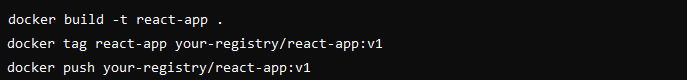 docker build -t react-app .
docker tag react-app your-registry/react-app:v1
docker push your-registry/react-app:v1